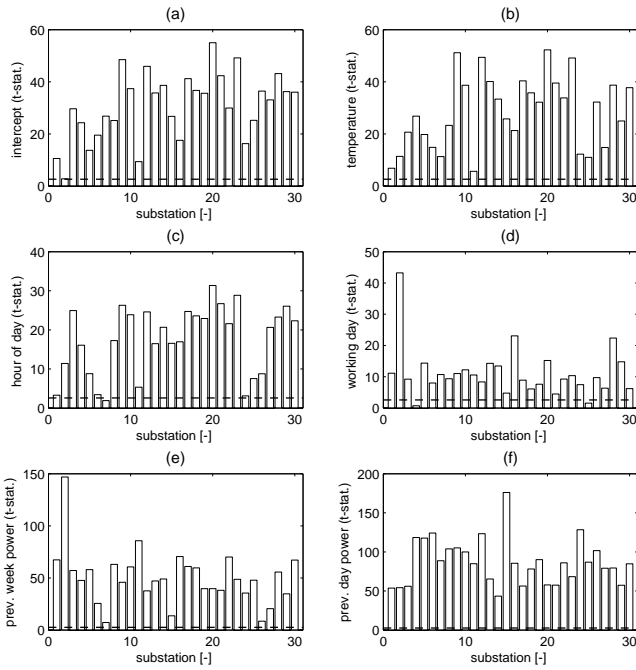 (a)
60
40
20
0
intercept (t-stat.)
0 10 20 30
substation [-]
(b)
60
40
20
0
temperature (t-stat.)
0 10 20 30
substation [-]
(c)
40
30
20
10
0
hour of day (t-stat.)
0 10 20 30
substation [-]
(d)
50
40
30
20
10
0
working day (t-stat.)
0 10 20 30
substation [-]
(e)
150
100
50
0
prev. week power (t-stat.)
0 10 20 30
substation [-]
(f)
200
150
100
50
0
prev. day power (t-stat.)
0 10 20 30
substation [-]